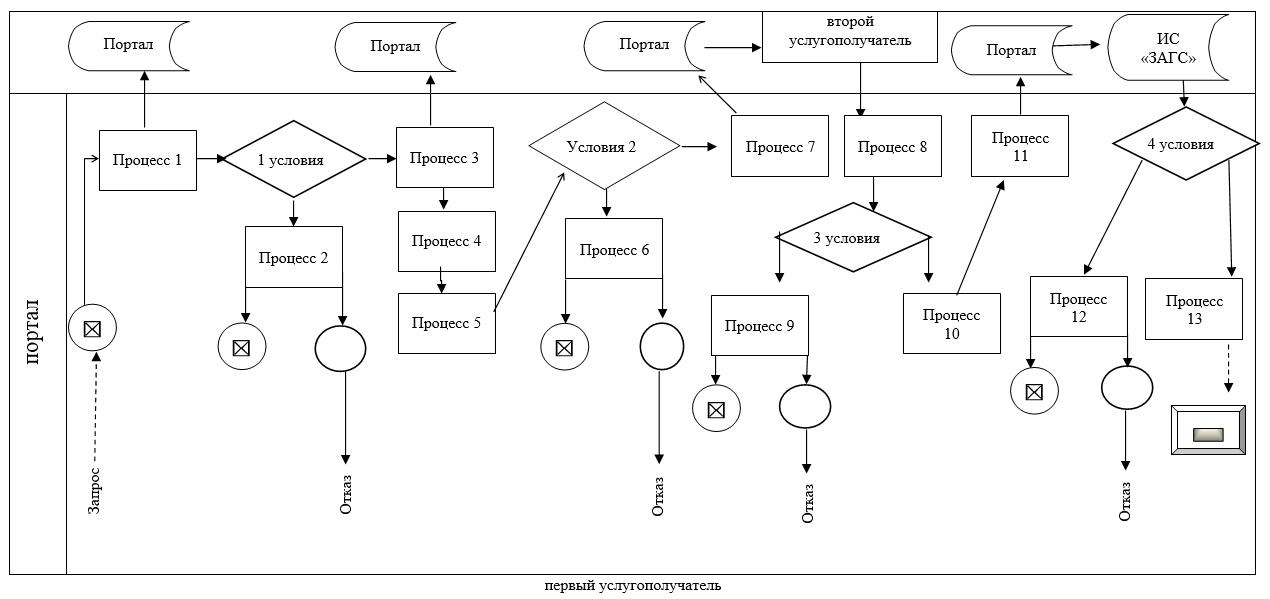 Портал
Портал
Портал
второй
услугополучатель
Портал
ИС
«ЗАГС»
Процесс 1
1 условия
Процесс 3
Условия 2
Процесс 7
Процесс 8
Процесс
11
4 условия
Процесс 2
Процесс 4
Процесс 6
3 условия
Процесс 5
Процесс 9
Процесс
10
Процесс
12
Процесс
13
портал
Запрос
Отказ
Отказ
Отказ
Отказ
первый услугополучатель